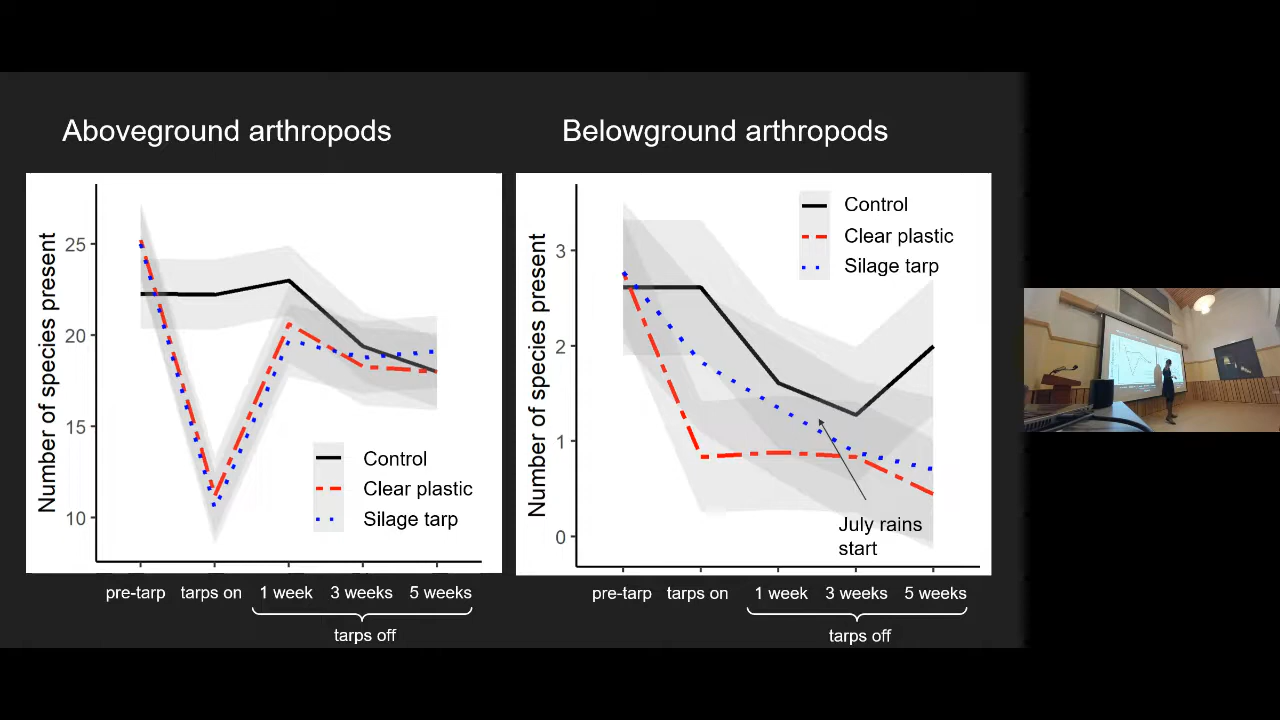 Aboveground arthropods
Number of species present
25
20
15
10
Control
Clear plastic
Silage tarp
pre-tarp
tarps on
1 week
3 weeks
5 weeks
tarps off
Belowground arthropods
Number of species present
3
2
1
0
Control
Clear plastic
Silage tarp
July rains
start
pre-tarp
tarps on
1 week
3 weeks
5 weeks
tarps off